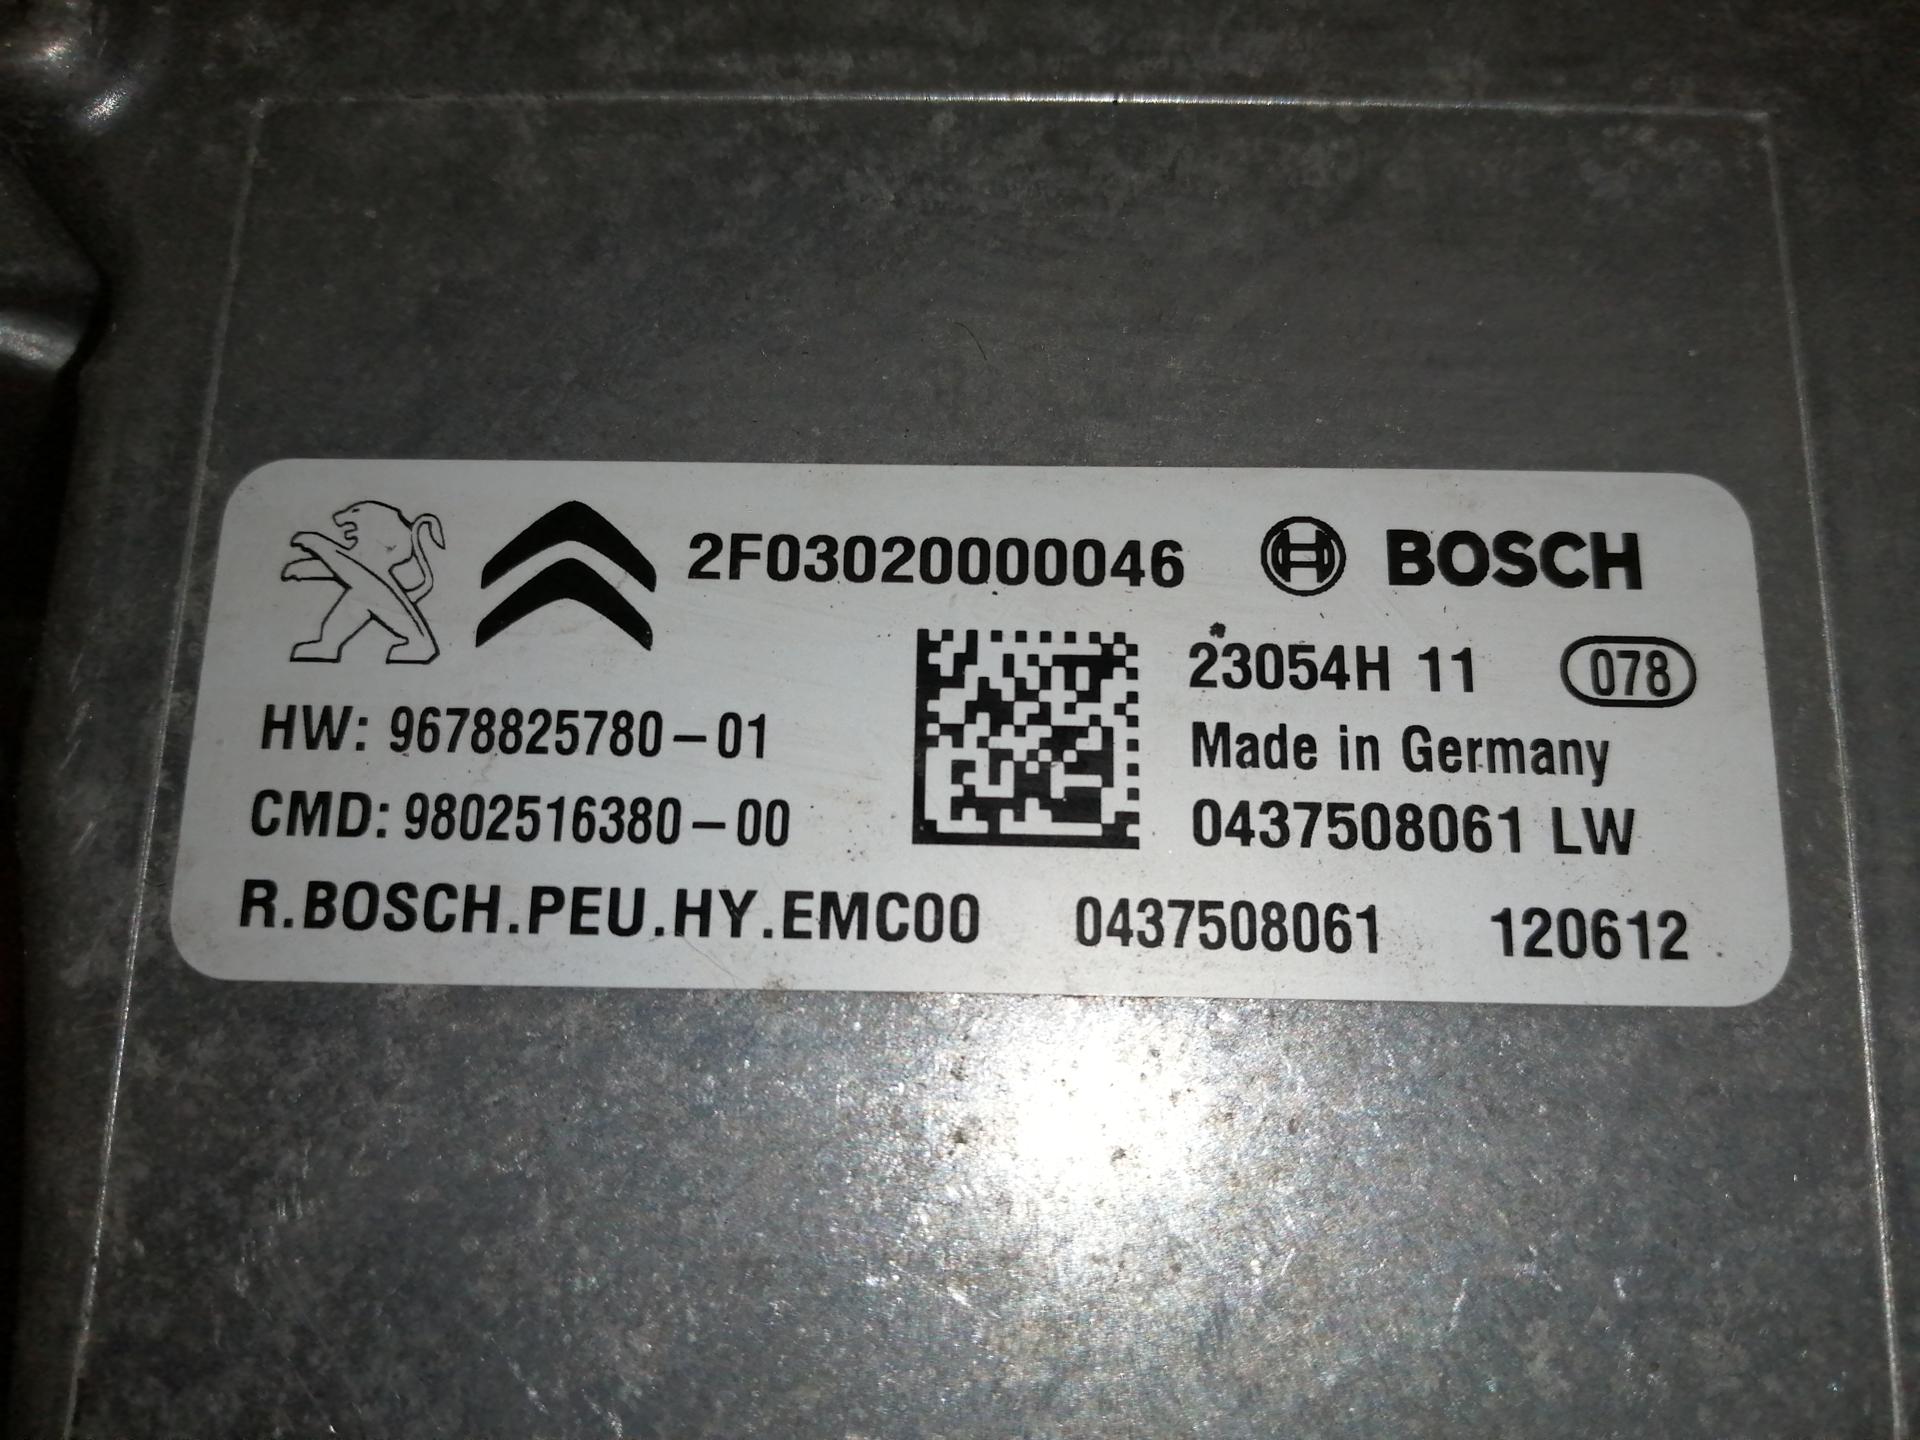 2F03020000046 BOSCH
23054H 11 078
HW: 9678825780-01 Made in Germany
CMD: 9802516380-00 0437508061 LW
R.BOSCH.PEU.HY.EMC00 0437508061 120612